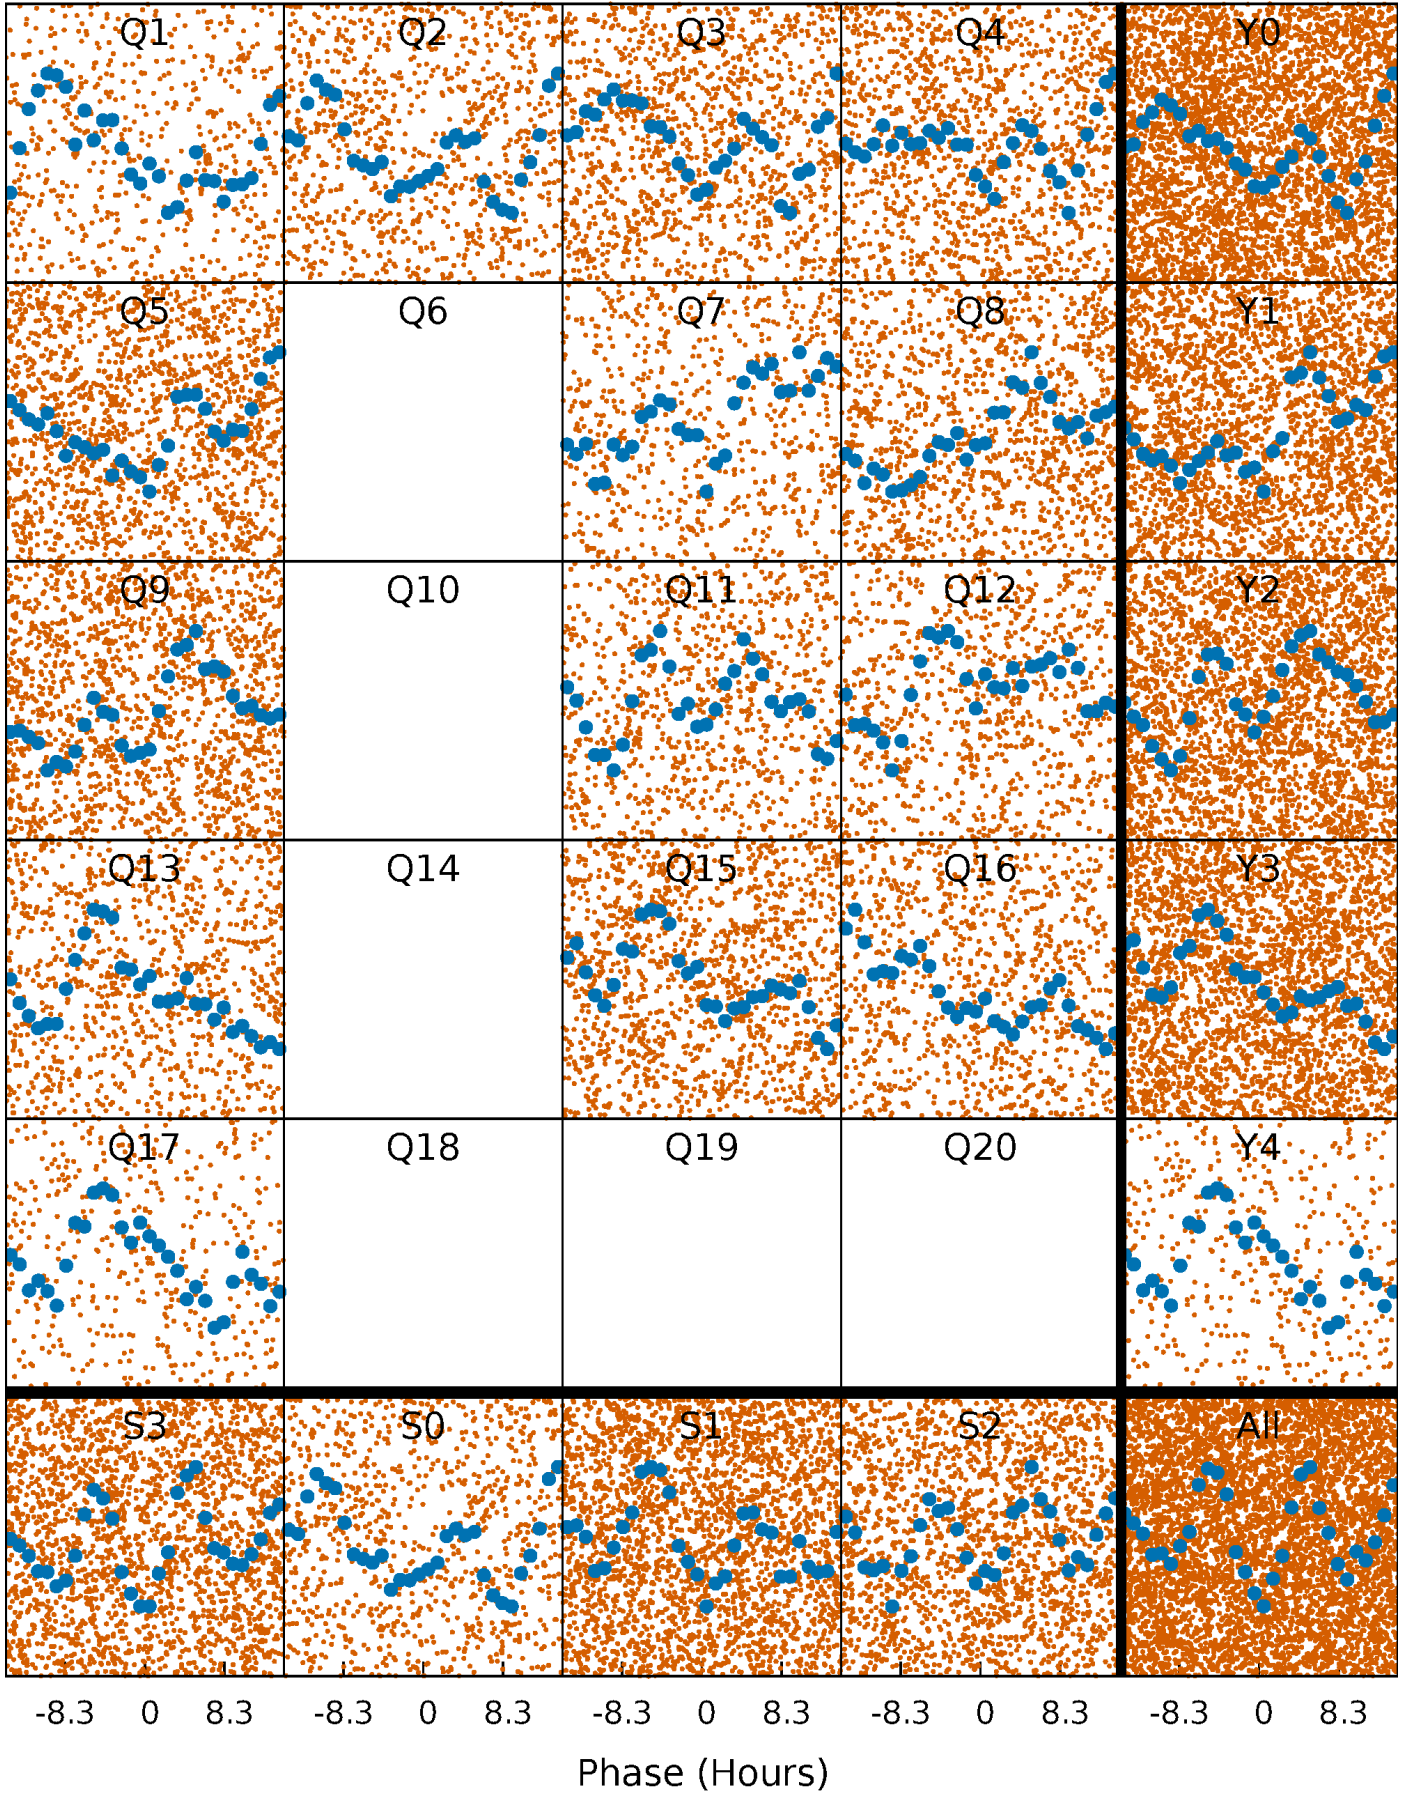 Q1 Q2 Q3 Q4 Y0
Q5 Q6 Q7 Q8 Y1
Q9 Q10 Q11 Q12 Y2
Q13 Q14 Q15 Q16 Y3
Q17 Q18 Q19 Q20 Y4
S3 S0 S1 S2 All
-8.3 0 8.3 -8.3 0 8.3 -8.3 0 8.3 -8.3 0 8.3 -8.3 0 8.3
Phase (Hours)